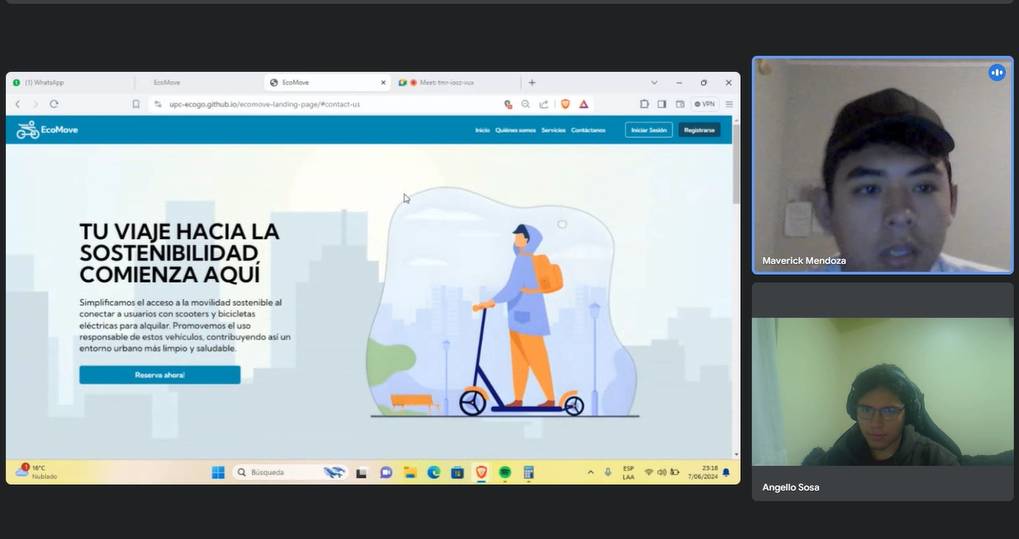 (1) WhatsApp
EcoMove
EcoMove
Meet: tmr-iosz-vux
upc-ecogo.github.io/ecomove-landing-page/#contact-us
VPN
EcoMove
Inicio
Quiénes somos
Servicios
Contáctanos
Iniciar Sesión
Registrarse
TU VIAJE HACIA LA
SOSTENIBILIDAD
COMIENZA AQUÍ
Simplificamos el acceso a la movilidad sostenible al
conectar a usuarios con scooters y bicicletas
eléctricas para alquilar. Promovemos el uso
responsable de estos vehículos, contribuyendo así un
entorno urbano más limpio y saludable.
Reserva ahora!
16°C
Nublado
Búsqueda
ESP
LAA
23:18
7/06/2024
Maverick Mendoza
Angello Sosa